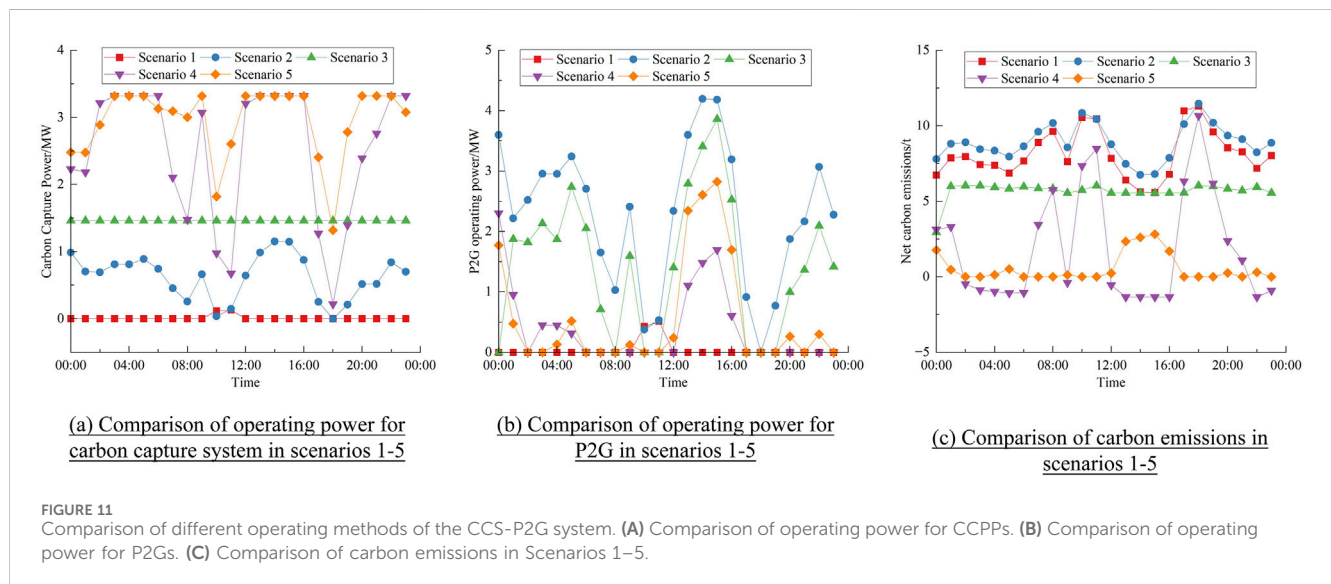 4
3
2
1
0
Carbon Capture Power/MW
Scenario 1 Scenario 2 Scenario 3
Scenario 4 Scenario 5
00:00 04:00 08:00 12:00 16:00 20:00 00:00
Time
(a) Comparison of operating power for
carbon capture system in scenarios 1-5
5
4
3
2
1
0
P2G operating power/MW
Scenario 1 Scenario 2 Scenario 3
Scenario 4 Scenario 5
00:00 04:00 08:00 12:00 16:00 20:00 00:00
Time
(b) Comparison of operating power for
P2G in scenarios 1-5
15
10
5
0
−5
Net carbon emissions/t
Scenario 1 Scenario 2 Scenario 3
Scenario 4 Scenario 5
00:00 04:00 08:00 12:00 16:00 20:00 00:00
Time
(c) Comparison of carbon emissions in
scenarios 1-5
FIGURE 11
Comparison of different operating methods of the CCS-P2G system. (A) Comparison of operating power for CCPPs. (B) Comparison of operating
power for P2Gs. (C) Comparison of carbon emissions in Scenarios 1–5.